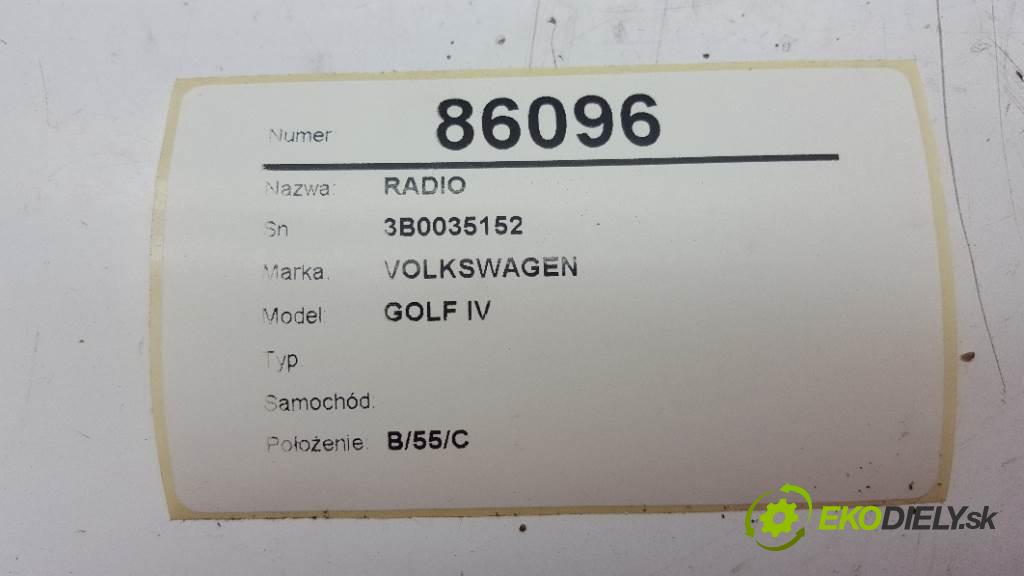 Numer 86096
Nazwa: RADIO
Sn 3B0035152
Marka: VOLKSWAGEN
Model: GOLF IV
Typ
Samochód:
Położenie: B/55/C
EKODIELY.sk